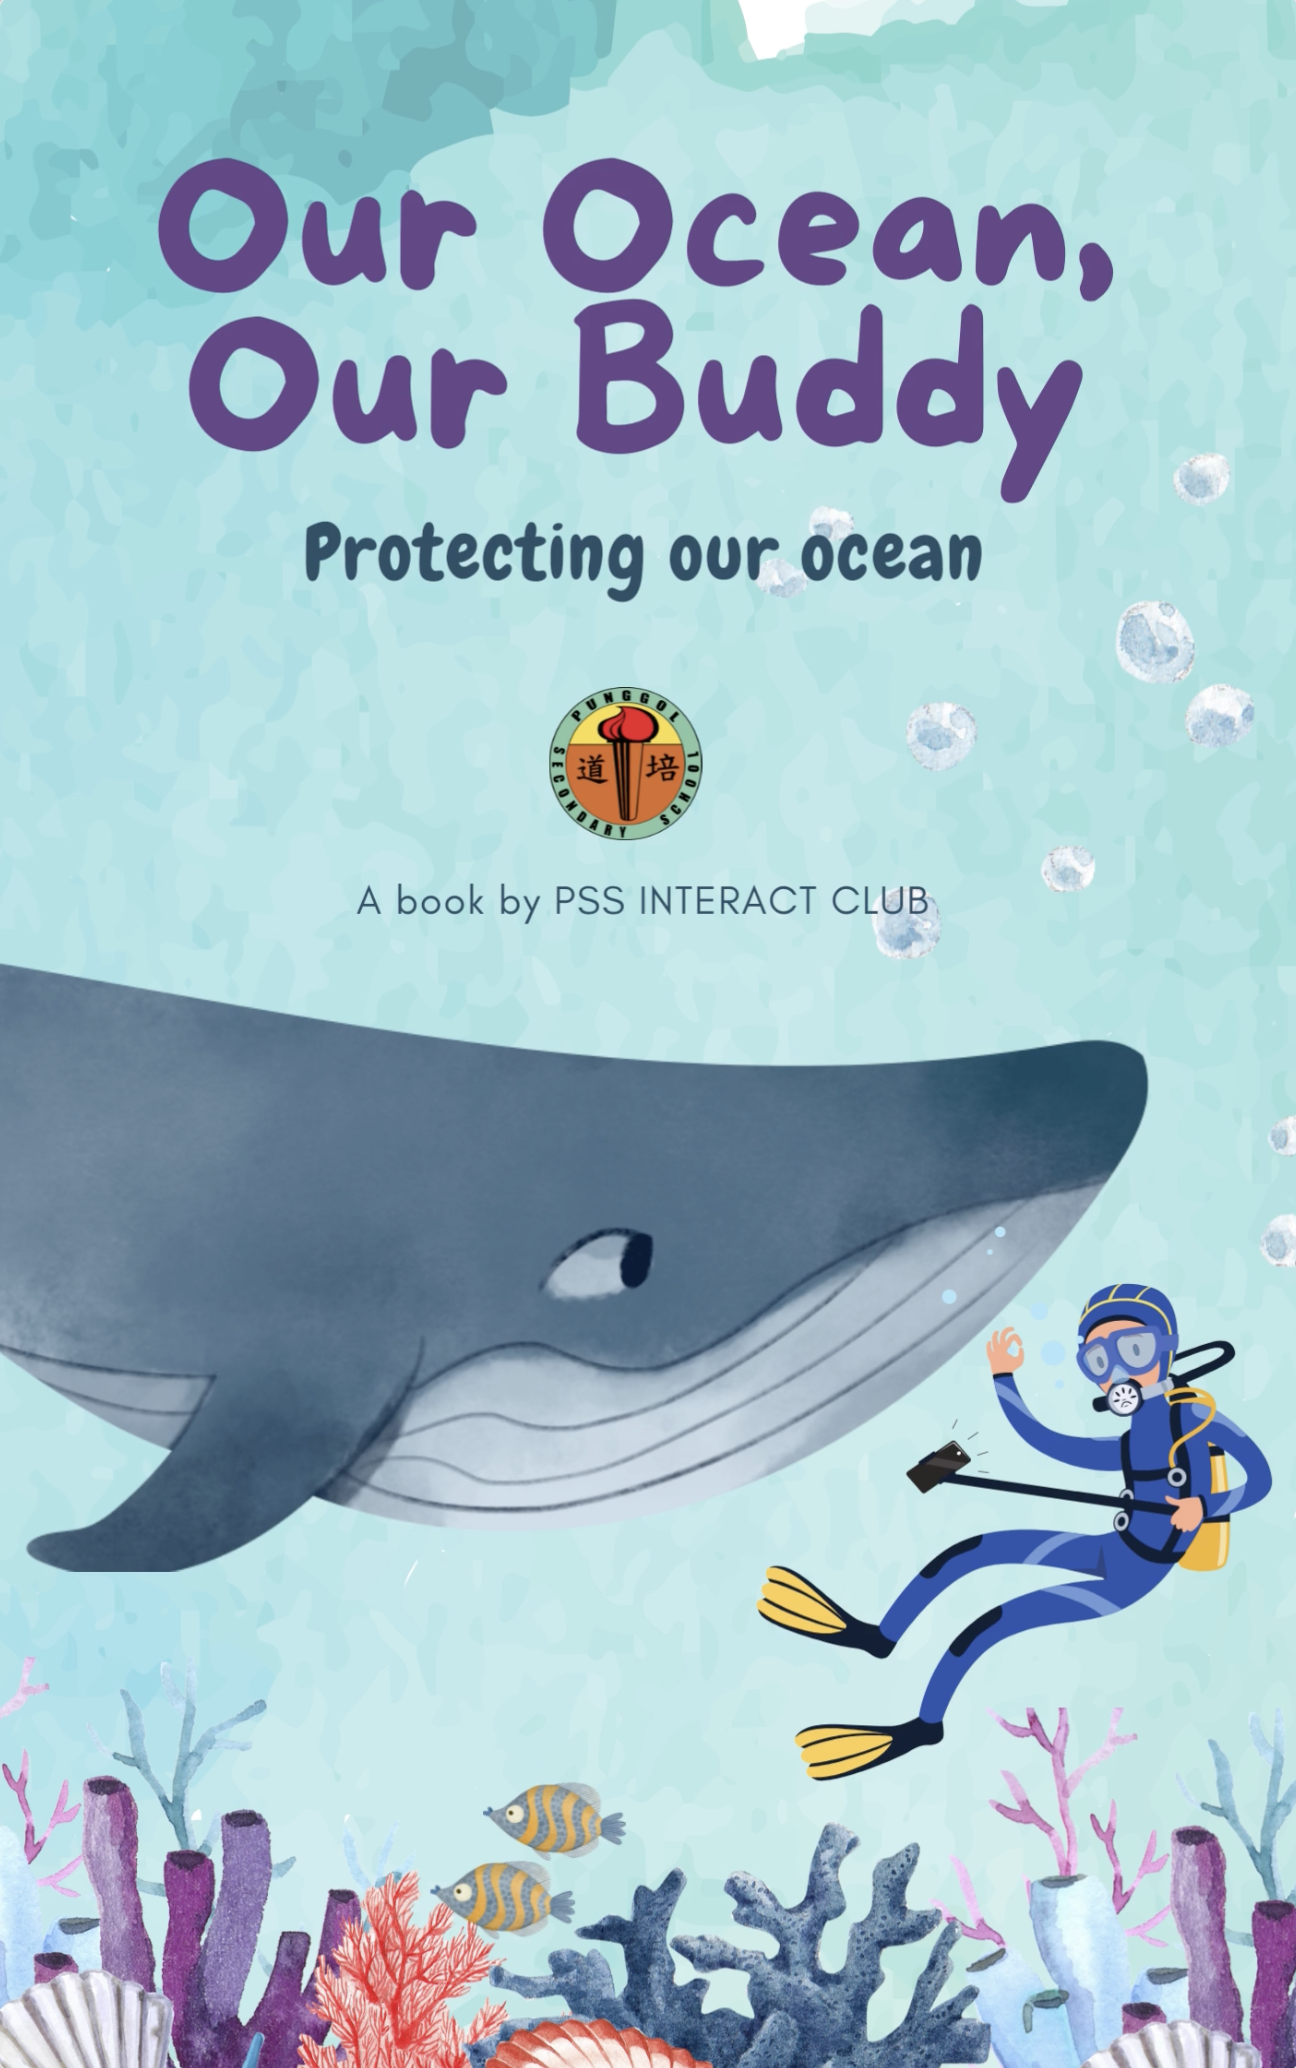 Our Ocean,
Our Buddy
Protecting our ocean
PUNGGOL
道 培
SECONDARY SCHOOL
A book by PSS INTERACT CLUB